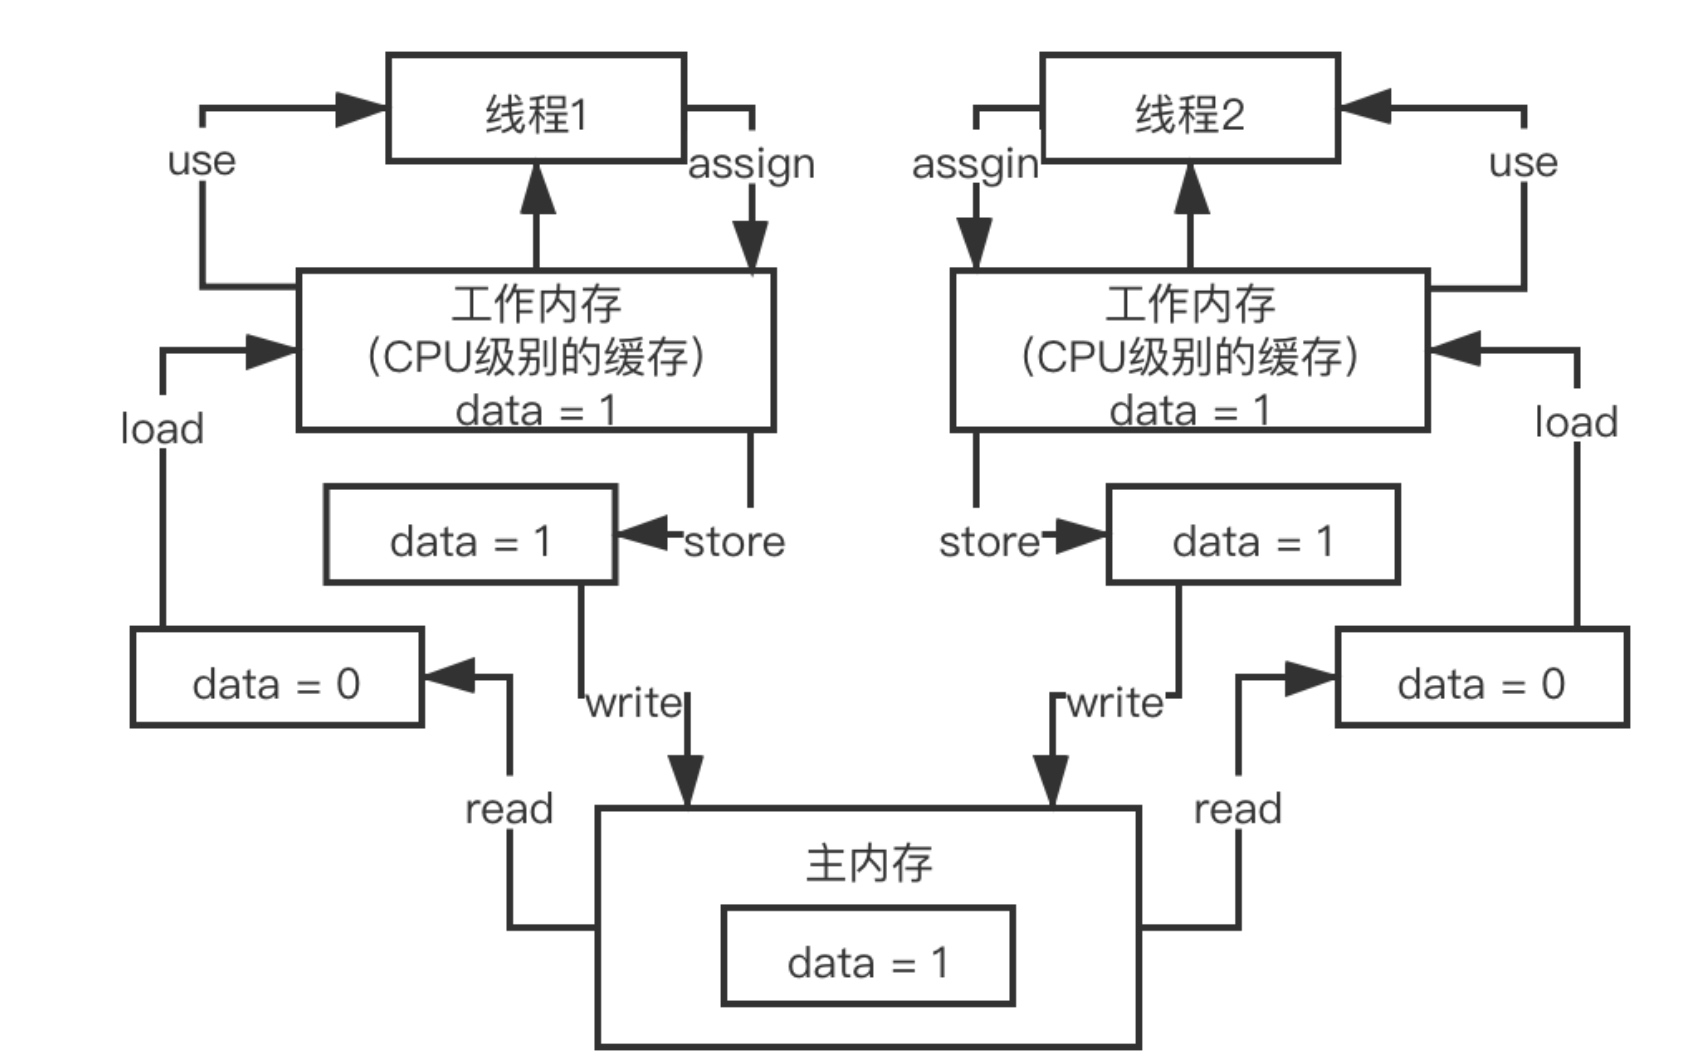 线程1
线程2
use
assign
assgin
use
工作内存
(CPU级别的缓存)
data = 1
工作内存
(CPU级别的缓存)
data = 1
load
load
data = 1
store
store
data = 1
data = 0
write
write
data = 0
read
read
主内存
data = 1